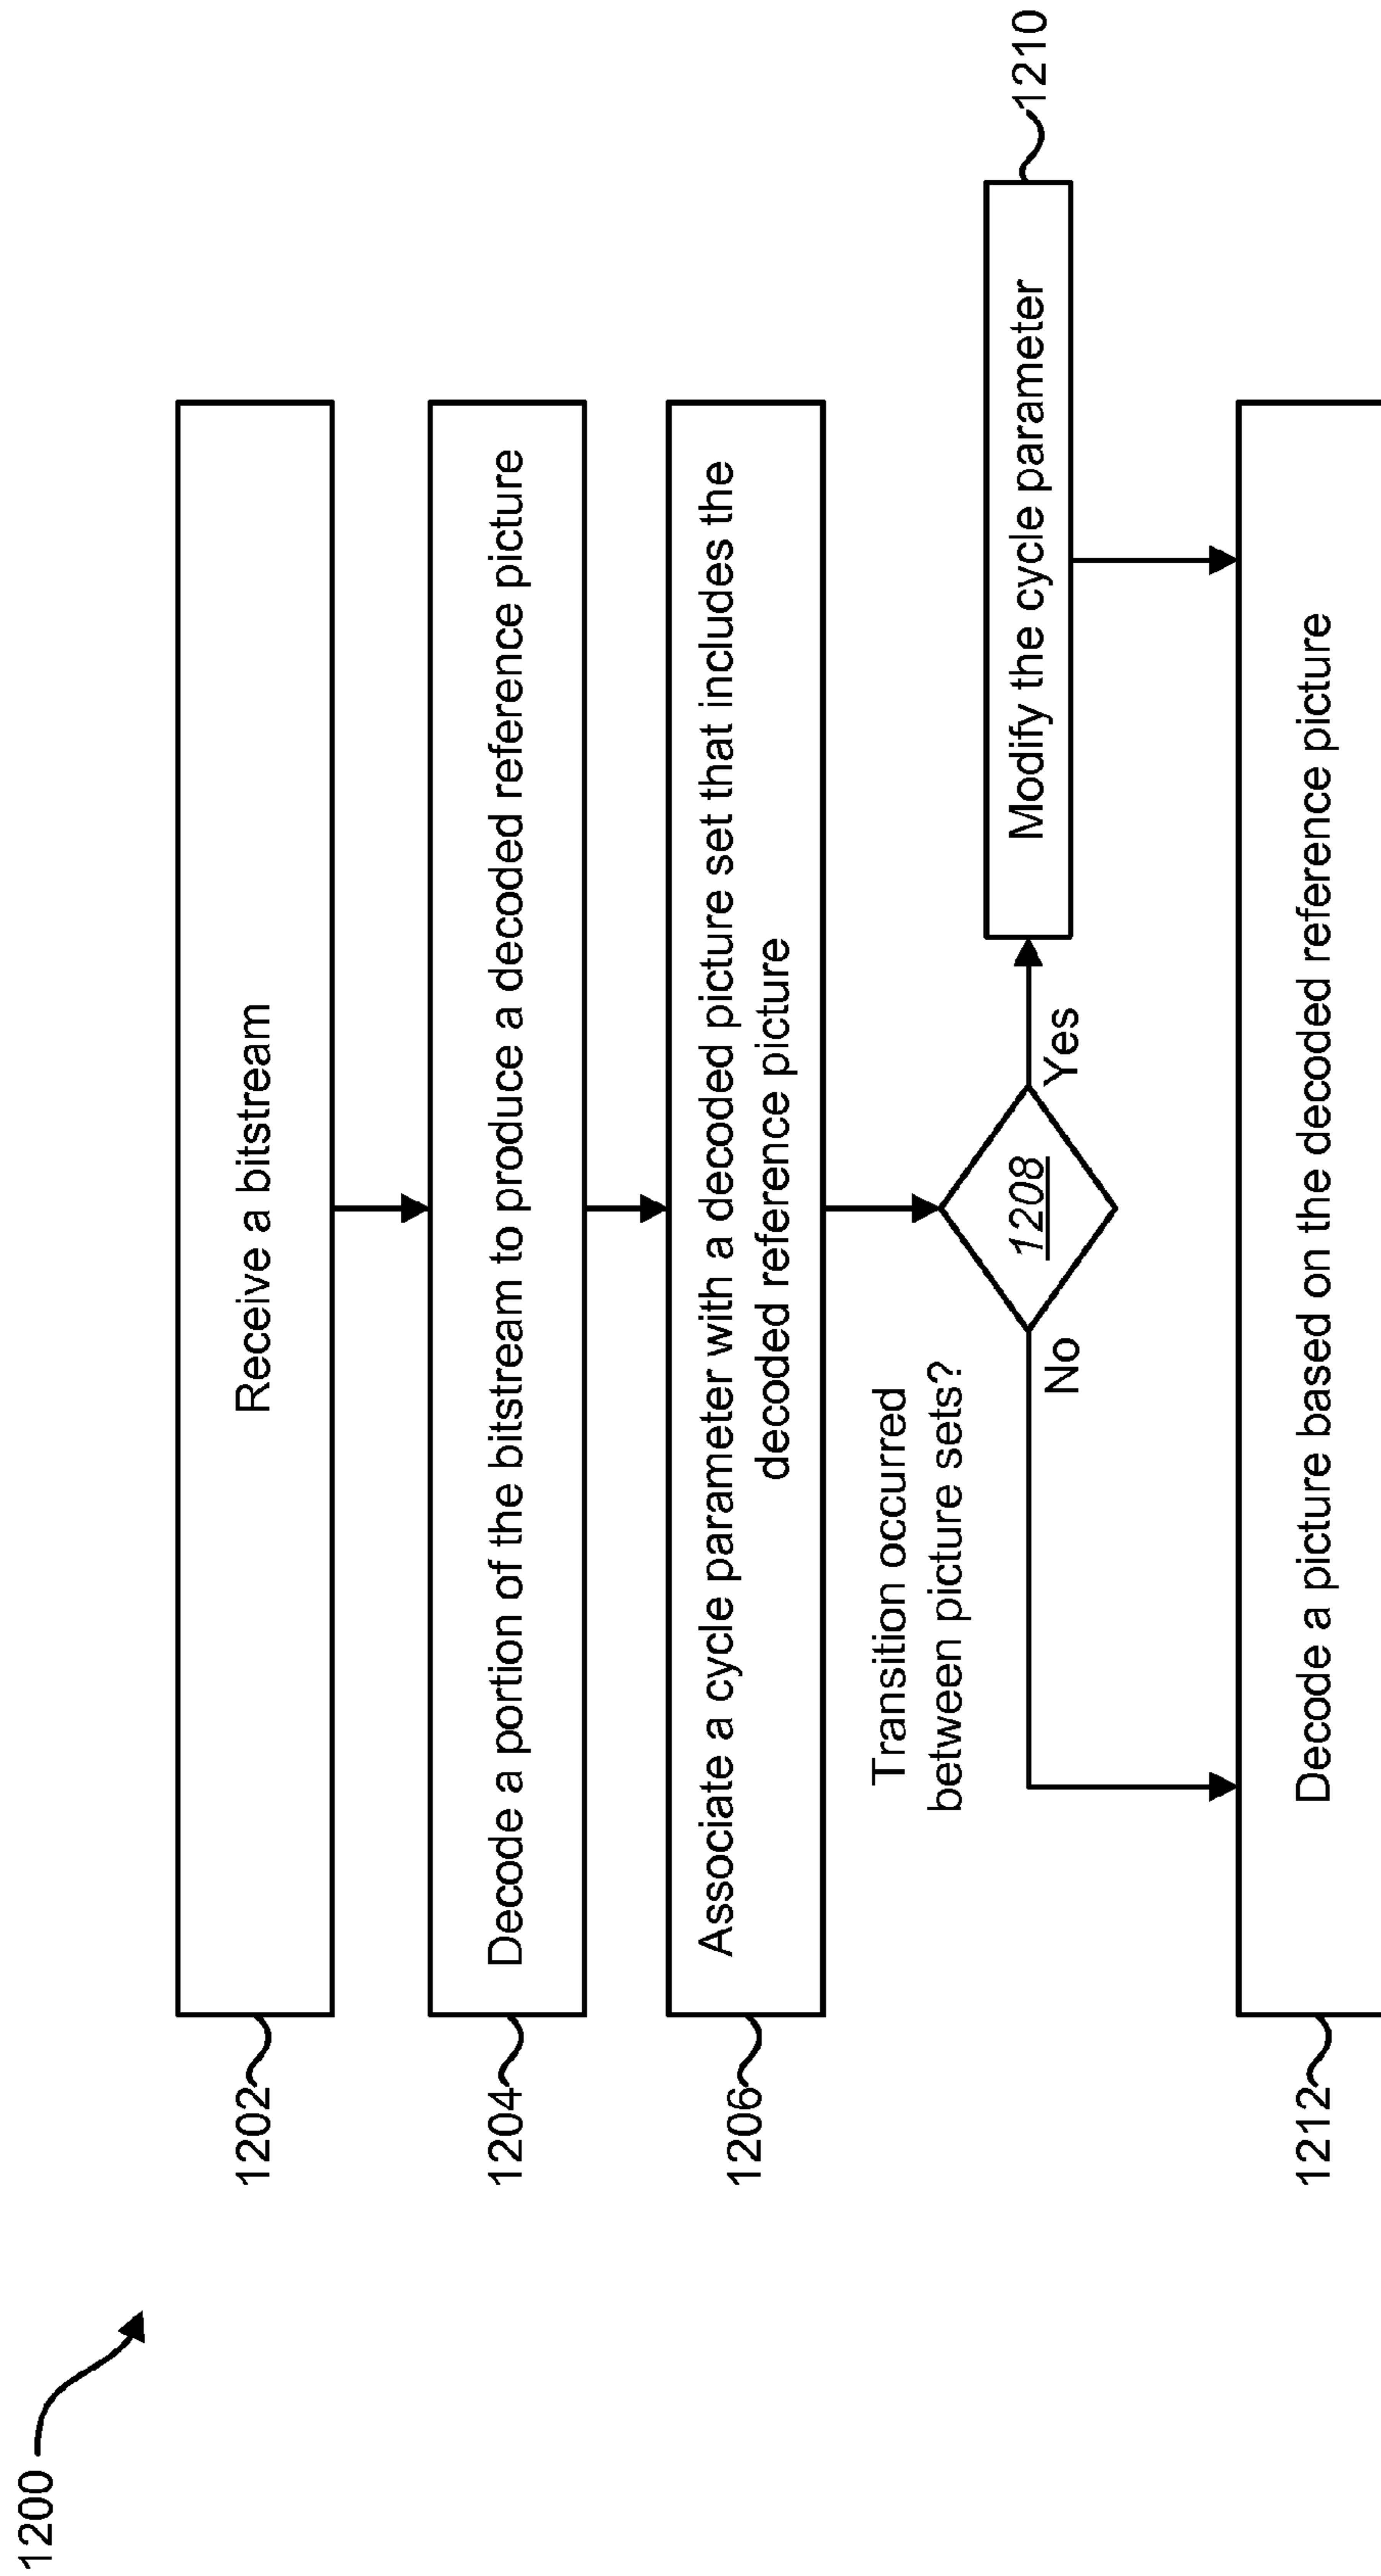 1200
1202
Receive a bitstream
1204
Decode a portion of the bitstream to produce a decoded reference picture
1206
Associate a cycle parameter with a decoded picture set that includes the
decoded reference picture
Transition occurred
between picture sets?
1208
No
Yes
Modify the cycle parameter
1210
1212
Decode a picture based on the decoded reference picture